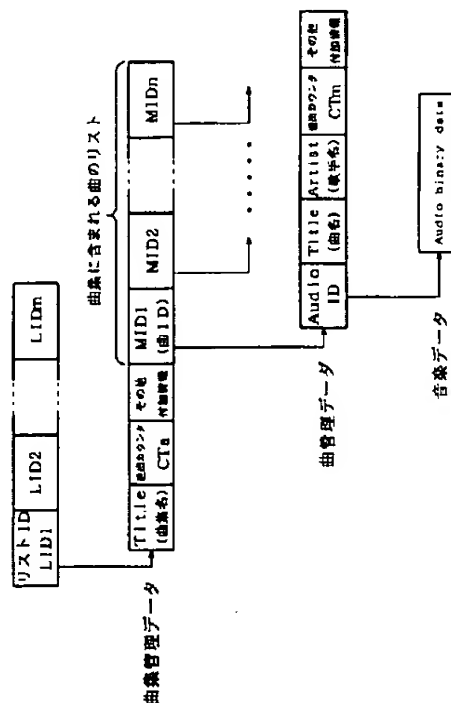 リストID
LID1
LID2
LIDm
曲集管理データ
Title
(曲集名)
選曲カウンタ
CTa
その他
付加情報
曲集に含まれる曲のリスト
MID1
(曲ID)
MID2
MIDn
曲管理データ
Audio
ID
Title
(曲名)
Artist
(歌手名)
選曲カウンタ
CTm
その他
付加情報
音楽データ
Audio binary data